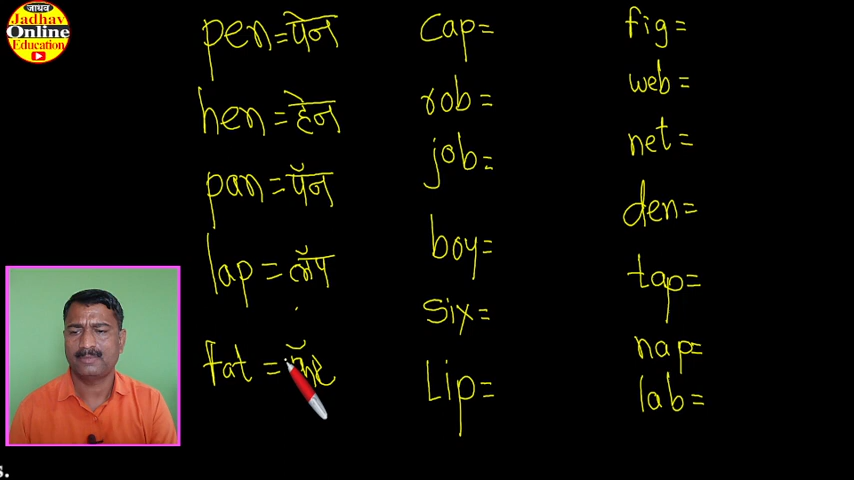 जाधव
Jadhav
Online
Education
pen=पेन
hen=हेन
pan=पॅन
lap=लॅप
fat=फॅट
Cap=
rob=
job=
boy=
Six=
Lip=
fig=
web=
net=
den=
tap=
nap=
lab=
s.